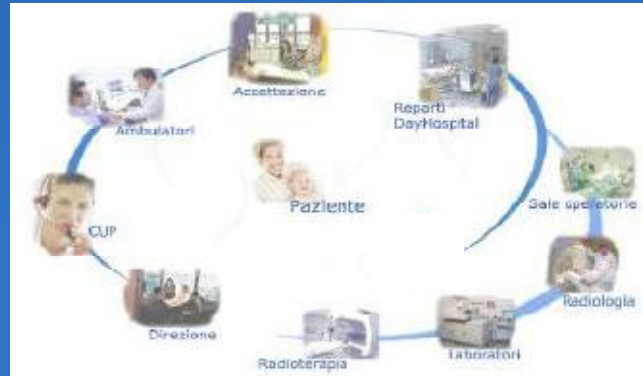 Accettazione
Reparti
DayHospital
Ambulatori
Paziente
Sale operatorie
CUP
Radiologia
Direzione
Laboratori
Radioterapia